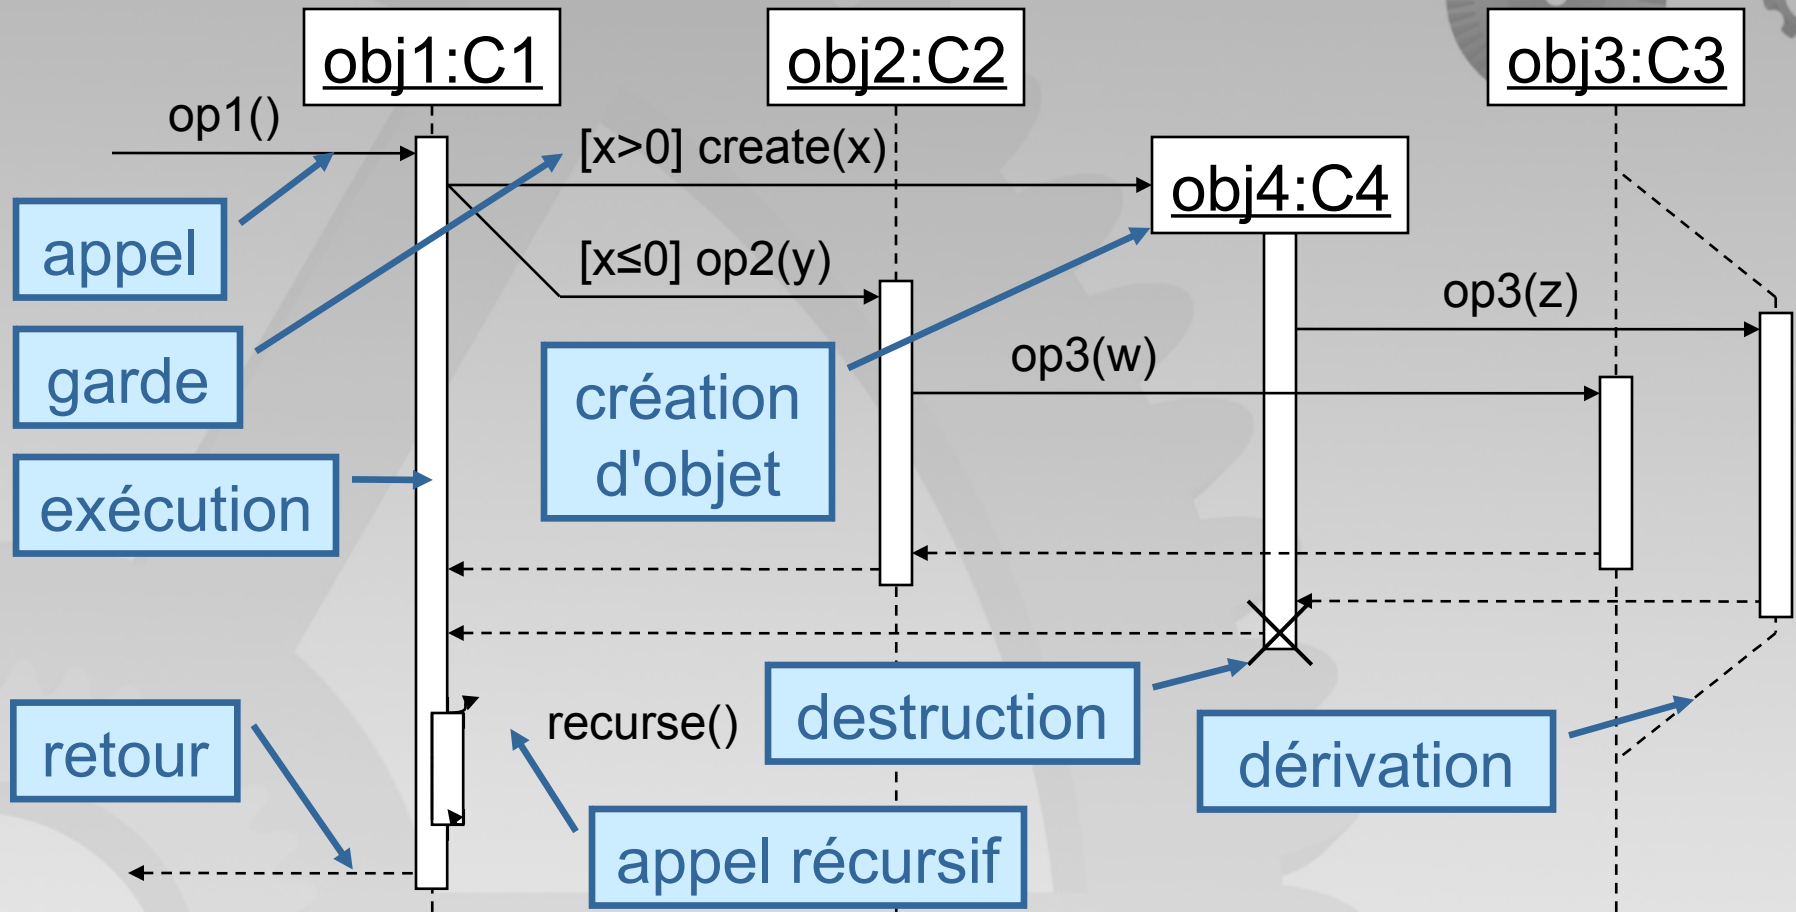 obj1:C1
obj2:C2
obj3:C3
op1()
[x>0] create(x)
obj4:C4
appel
[x≤0] op2(y)
op3(z)
garde
op3(w)
création
d'objet
exécution
recurse()
destruction
retour
dérivation
appel récursif